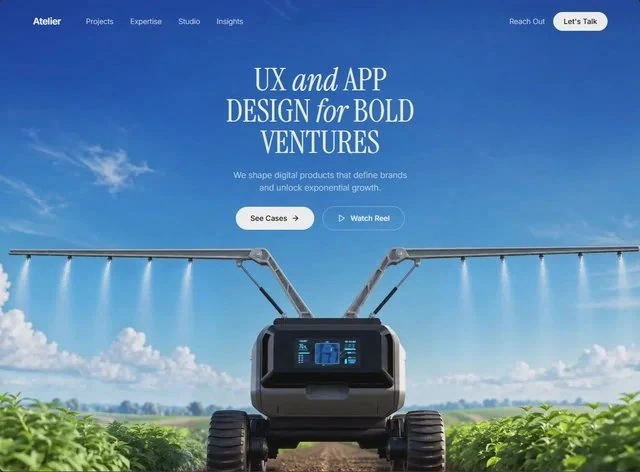 Atelier
Projects
Expertise
Studio
Insights
Reach Out
Let's Talk
UX and APP
DESIGN for BOLD
VENTURES
We shape digital products that define brands
and unlock exponential growth.
See Cases
Watch Reel